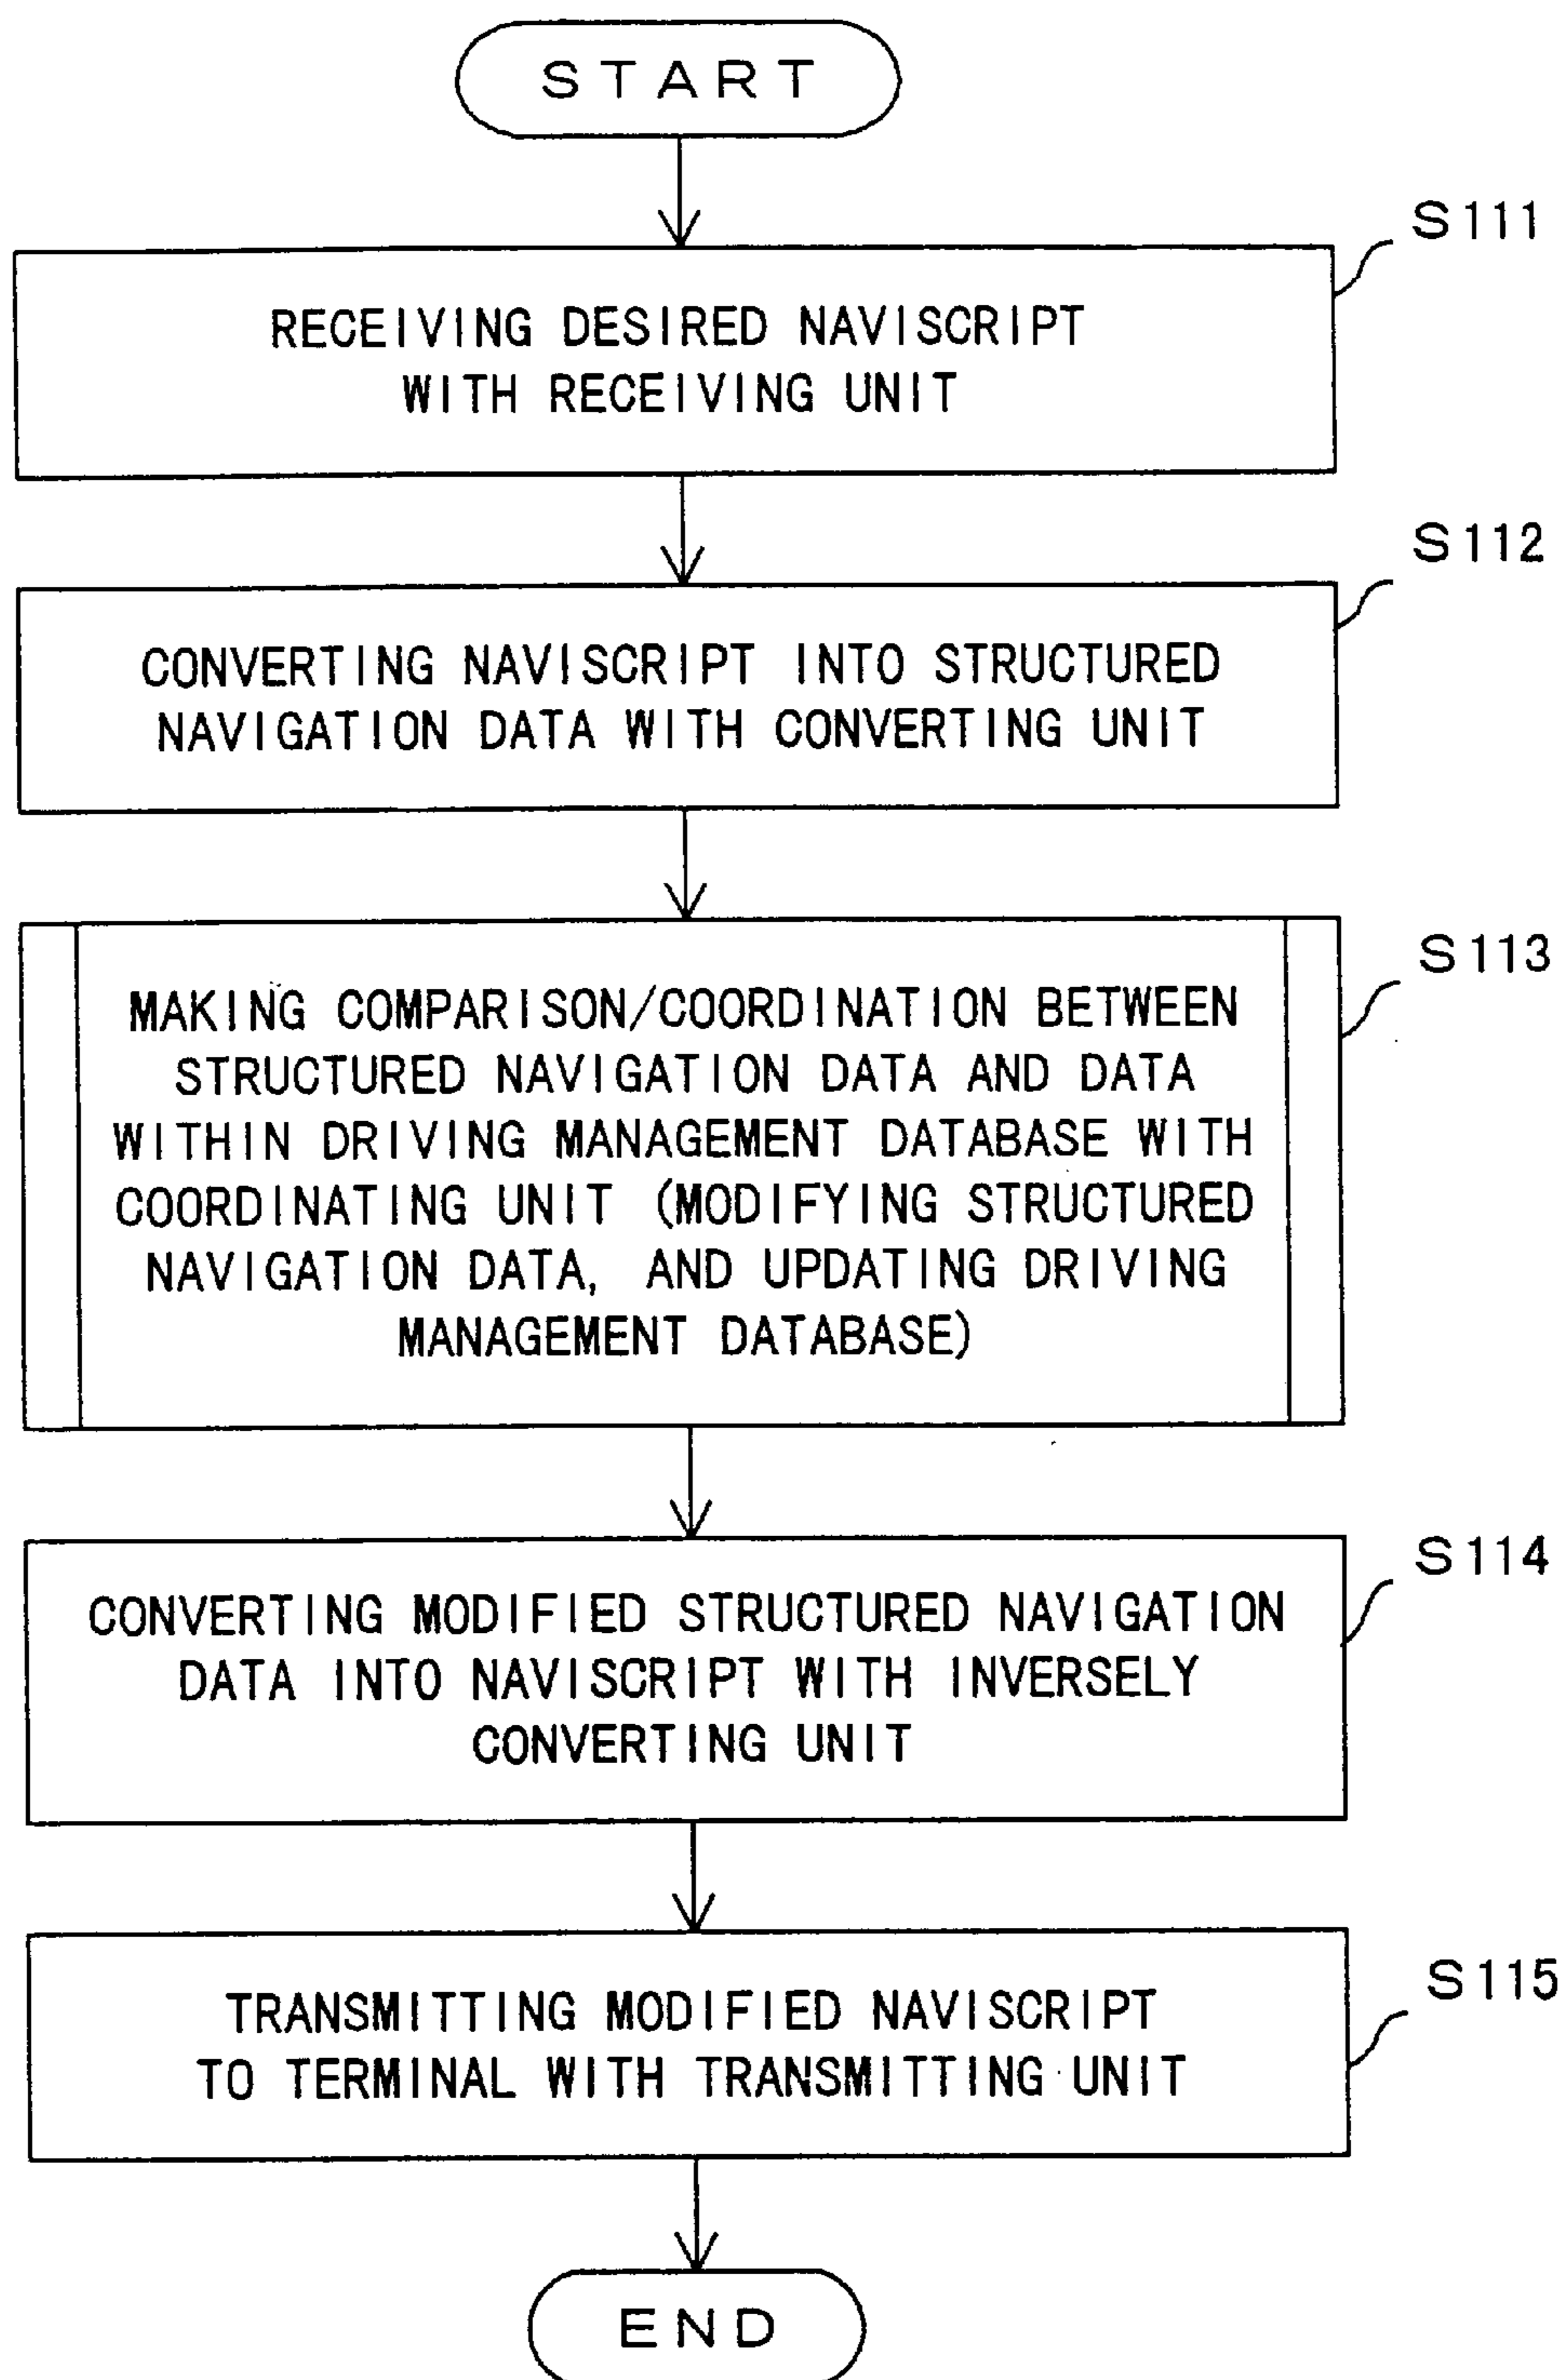 START
S111
RECEIVING DESIRED NAVISCRIPT
WITH RECEIVING UNIT
S112
CONVERTING NAVISCRIPT INTO STRUCTURED
NAVIGATION DATA WITH CONVERTING UNIT
S113
MAKING COMPARISON/COORDINATION BETWEEN
STRUCTURED NAVIGATION DATA AND DATA
WITHIN DRIVING MANAGEMENT DATABASE WITH
COORDINATING UNIT (MODIFYING STRUCTURED
NAVIGATION DATA, AND UPDATING DRIVING
MANAGEMENT DATABASE)
S114
CONVERTING MODIFIED STRUCTURED NAVIGATION
DATA INTO NAVISCRIPT WITH INVERSELY
CONVERTING UNIT
S115
TRANSMITTING MODIFIED NAVISCRIPT
TO TERMINAL WITH TRANSMITTING UNIT
END